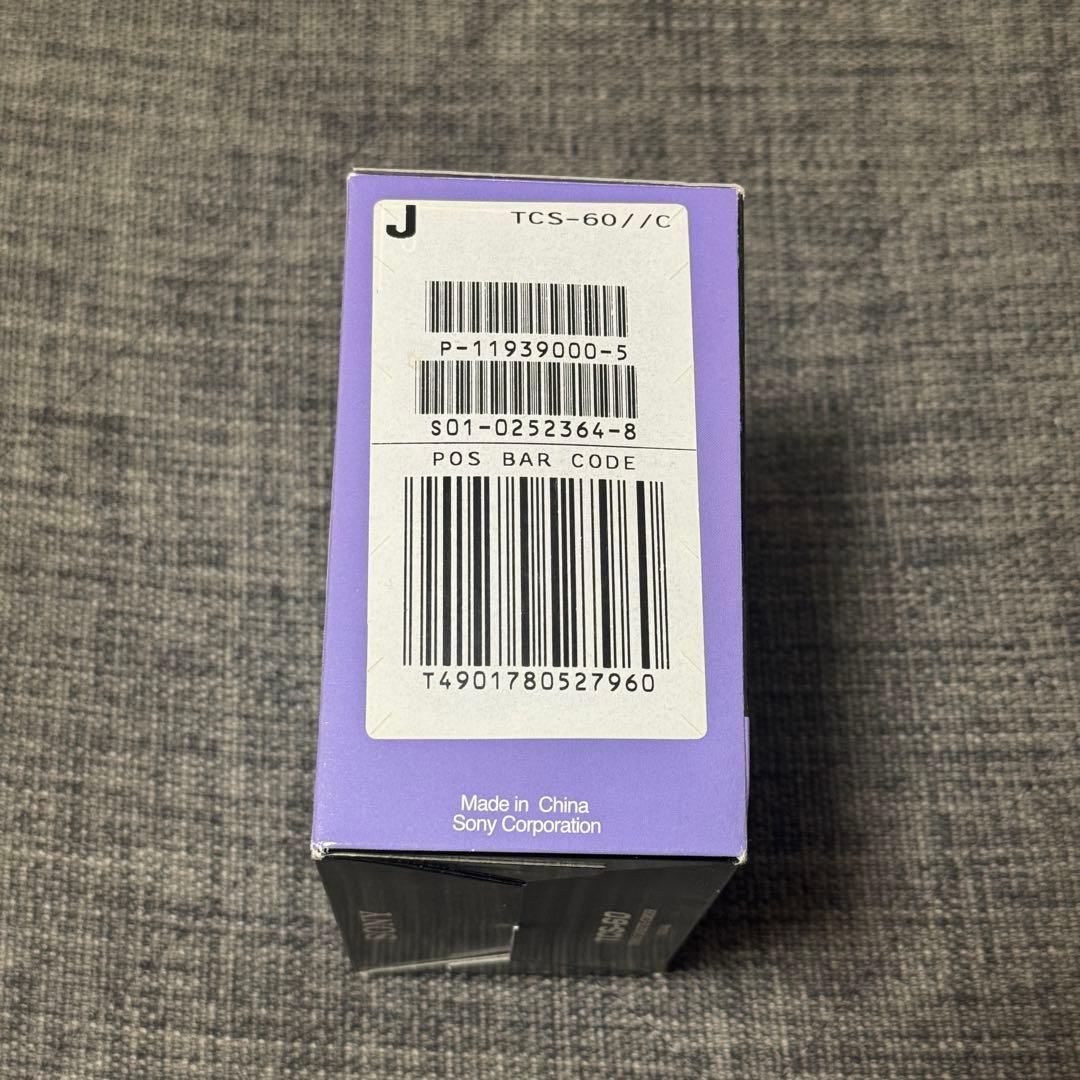 J TCS-60//C
P-11939000-5
S01-0252364-8
POS BAR CODE
T4901780527960
Made in China
Sony Corporation
SONY
TCS-60